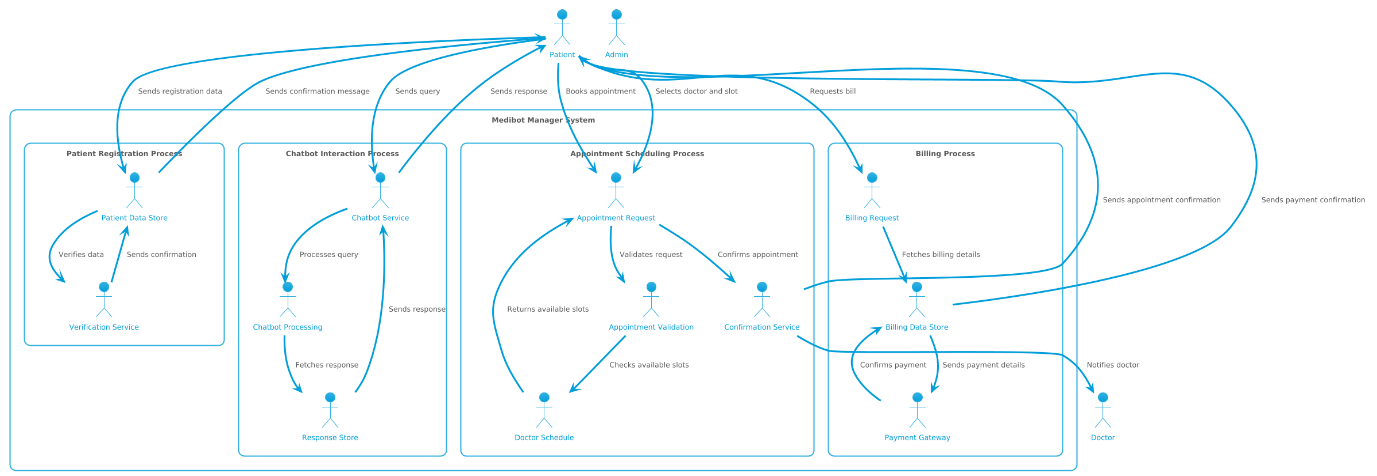 Patient
Admin
Sends registration data
Sends confirmation message
Sends query
Sends response
Books appointment
Selects doctor and slot
Requests bill
Medibot Manager System
Patient Registration Process
Chatbot Interaction Process
Appointment Scheduling Process
Billing Process
Patient Data Store
Chatbot Service
Appointment Request
Billing Request
Sends appointment confirmation
Sends payment confirmation
Verifies data
Sends confirmation
Processes query
Validates request
Confirms appointment
Fetches billing details
Verification Service
Chatbot Processing
Sends response
Returns available slots
Appointment Validation
Confirmation Service
Billing Data Store
Fetches response
Checks available slots
Confirms payment
Sends payment details
Notifies doctor
Response Store
Doctor Schedule
Payment Gateway
Doctor